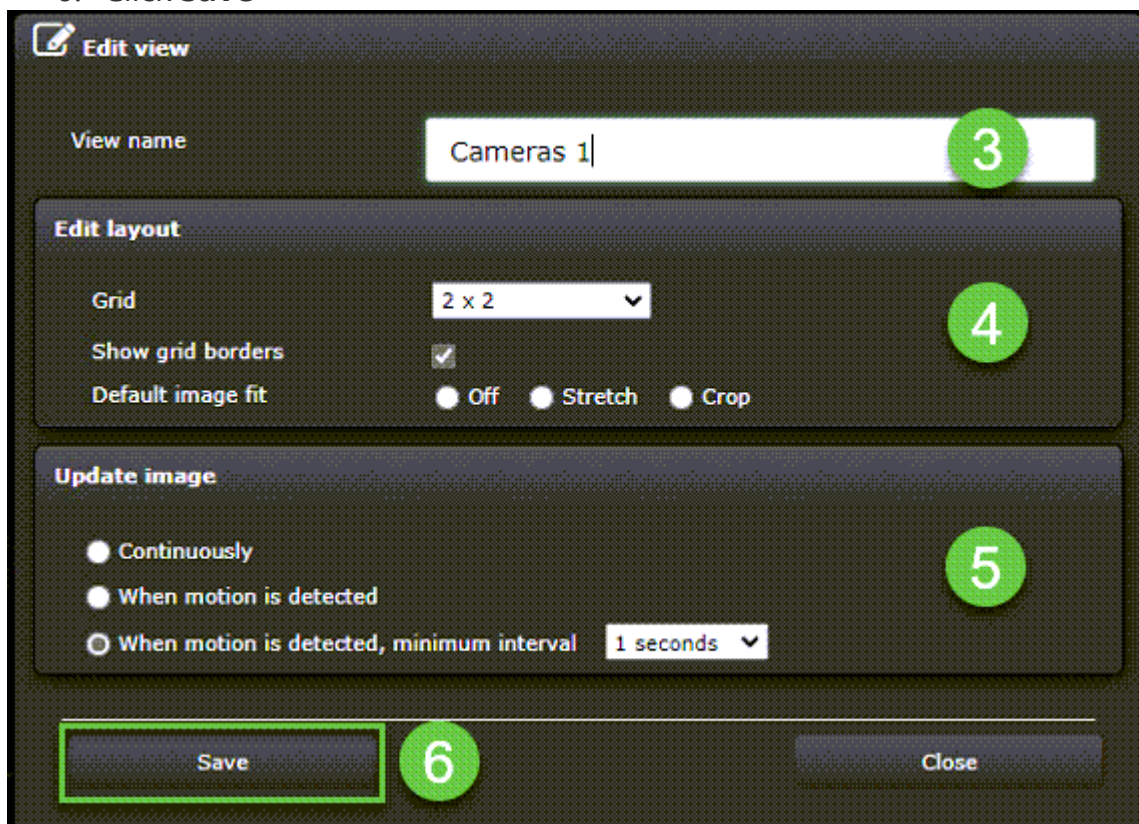 Edit view
View name
Cameras 1
3
Edit layout
Grid
2 x 2
4
Show grid borders
Default image fit
Off Stretch Crop
Update image
Continuously
5
When motion is detected
When motion is detected, minimum interval 1 seconds
Save
6
Close